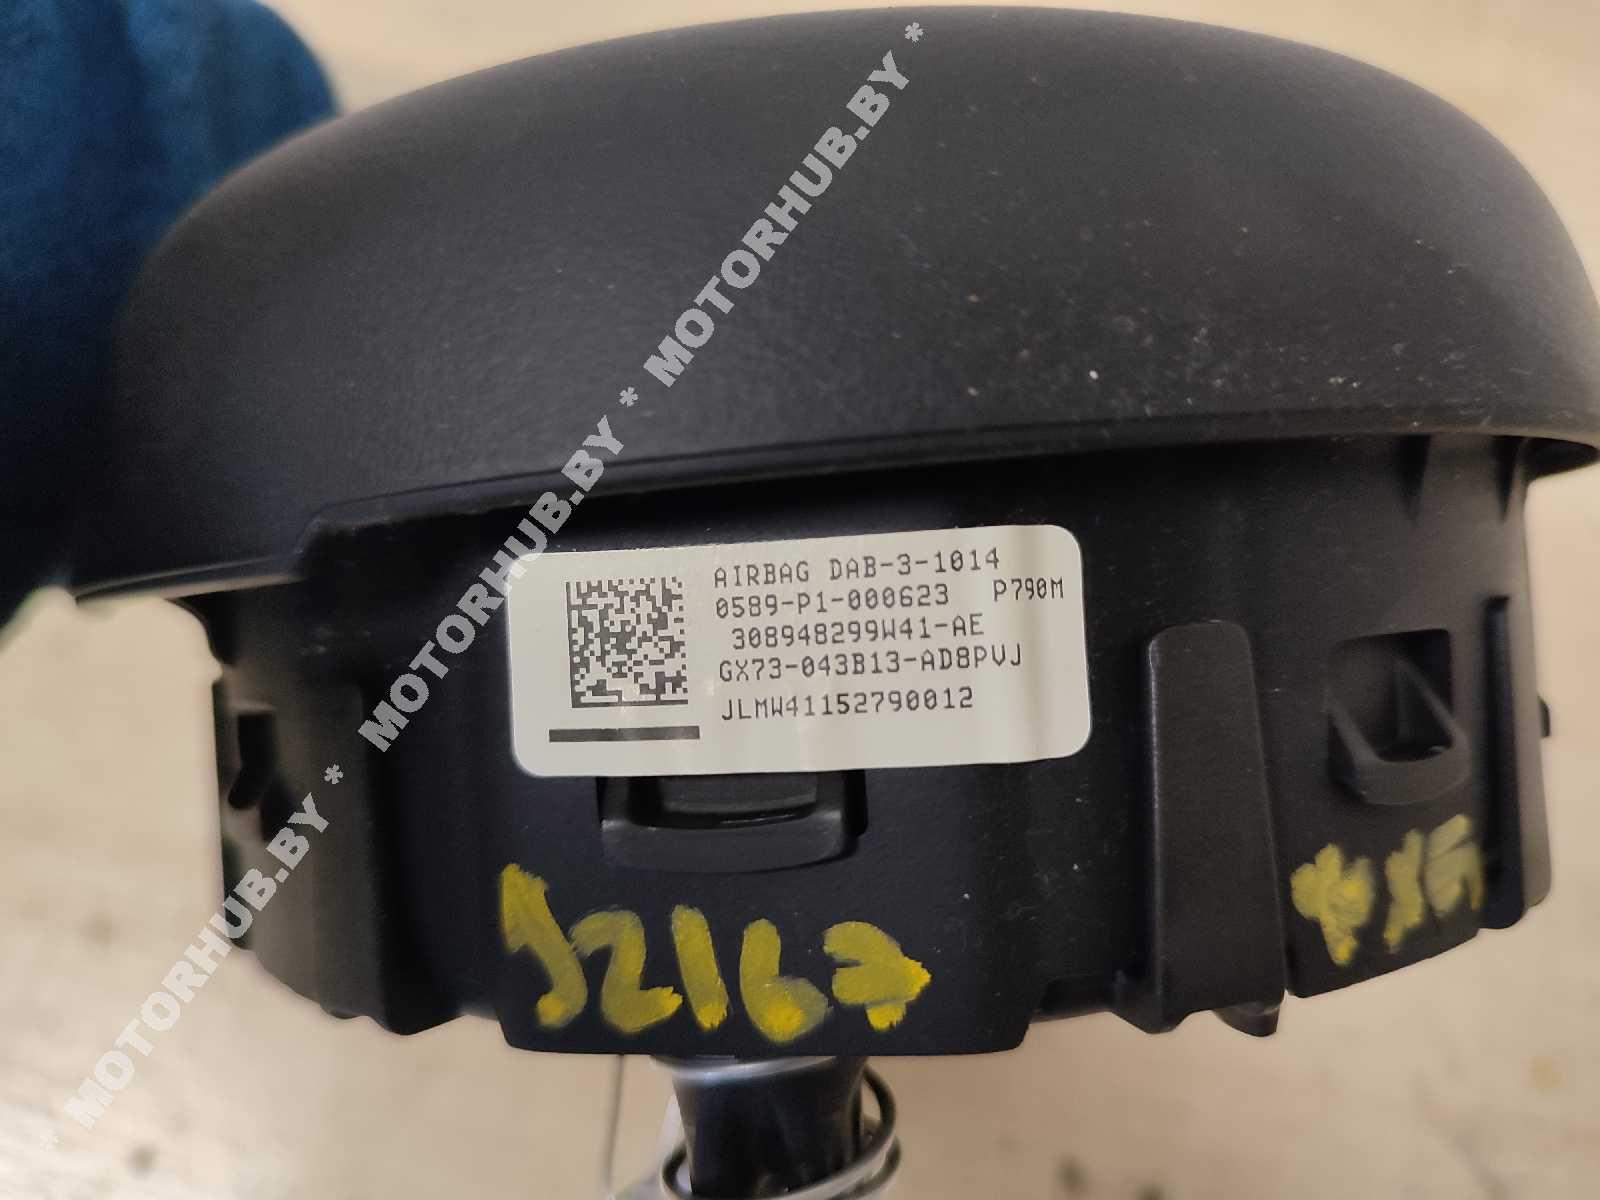 * MOTORHUB.BY * MOTORHUB.BY * MOTORHUB.BY *
AIRBAG DAB-3-1014
0589-P1-000623 P790M
308948299W41-AE
GX73-043B13-AD8PVJ
JLMW41152790012